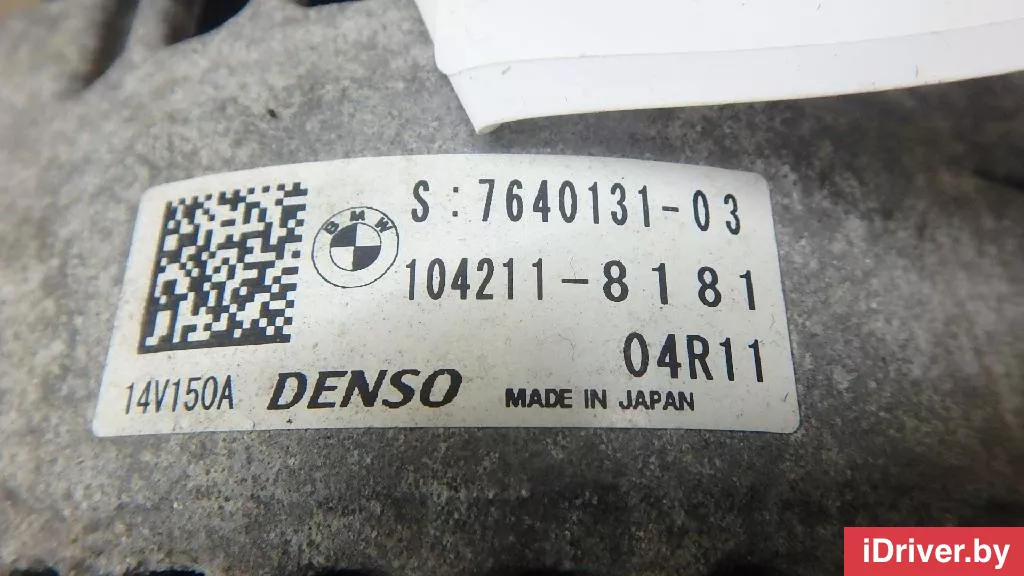 S:7640131-03
BMW
104211-8181
04R11
14V150A DENSO MADE IN JAPAN
iDriver.by